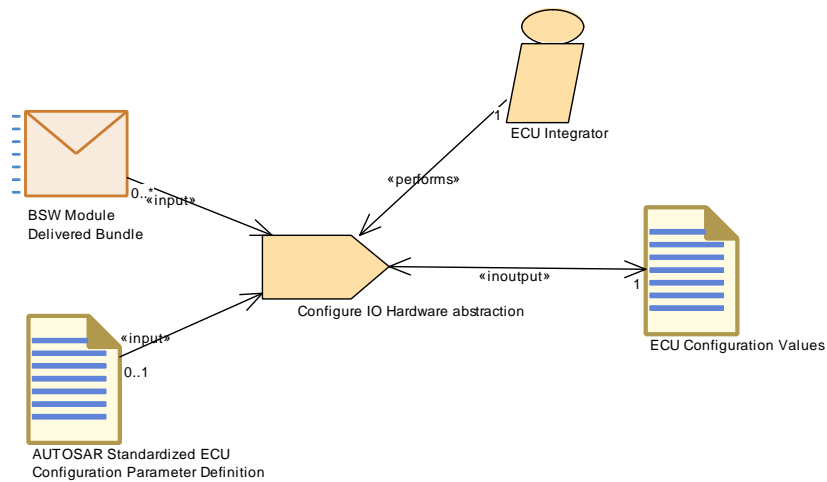 1
ECU Integrator
«performs»
0..*
«input»
BSW Module
Delivered Bundle
«inoutput»
1
Configure IO Hardware abstraction
«input»
0..1
ECU Configuration Values
AUTOSAR Standardized ECU
Configuration Parameter Definition